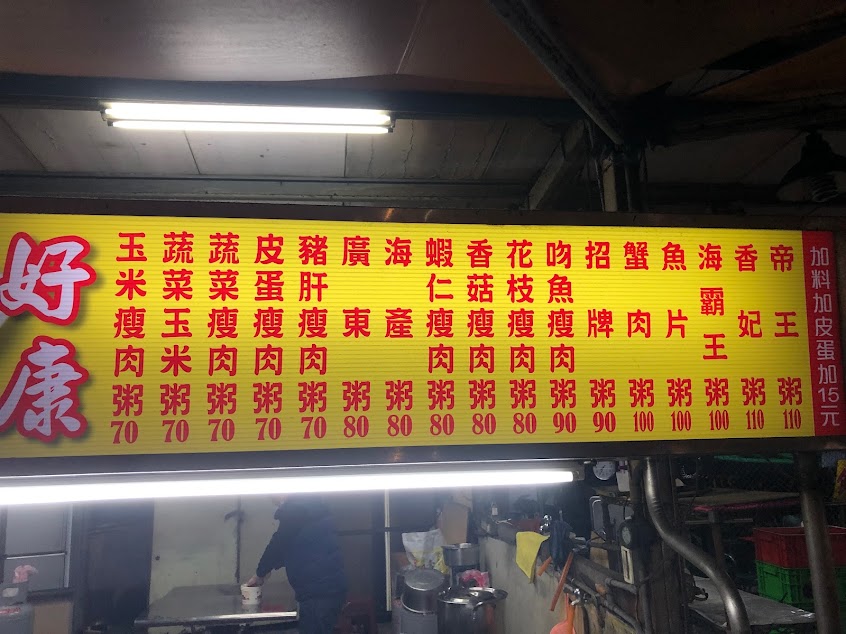 好康
玉米瘦肉粥 70
蔬菜玉米粥 70
蔬菜瘦肉粥 70
皮蛋瘦肉粥 70
豬肝瘦肉粥 70
廣東粥 80
海產粥 80
蝦仁瘦肉粥 80
香菇瘦肉粥 80
花枝瘦肉粥 80
吻魚瘦肉粥 90
招牌粥 90
蟹肉粥 100
魚片粥 100
海霸王粥 100
香妃粥 110
帝王粥 110
加料加皮蛋加15元